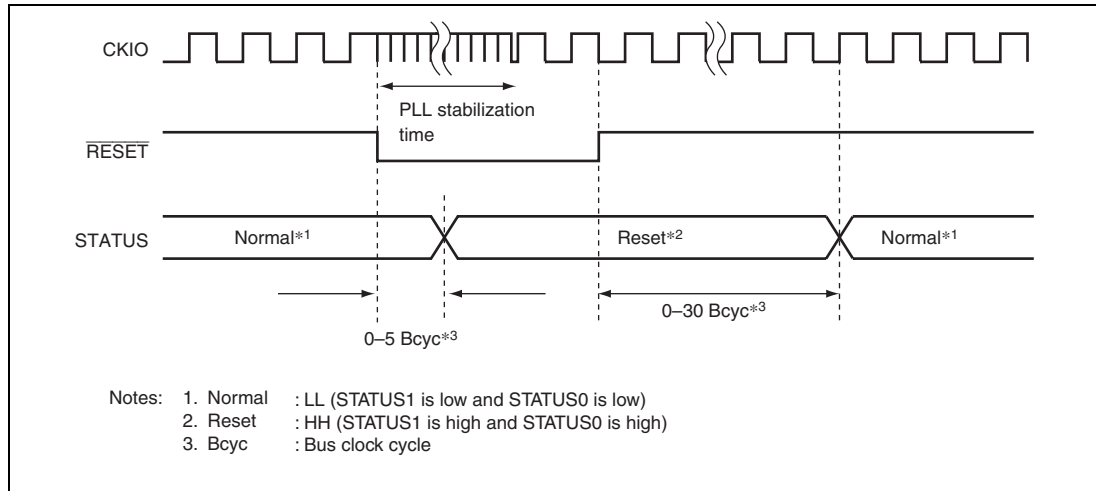 CKIO
PLL stabilization
time
RESET
STATUS
Normal*1
Reset*2
Normal*1
0–5 Bcyc*3
0–30 Bcyc*3
Notes: 1. Normal : LL (STATUS1 is low and STATUS0 is low)
2. Reset : HH (STATUS1 is high and STATUS0 is high)
3. Bcyc : Bus clock cycle